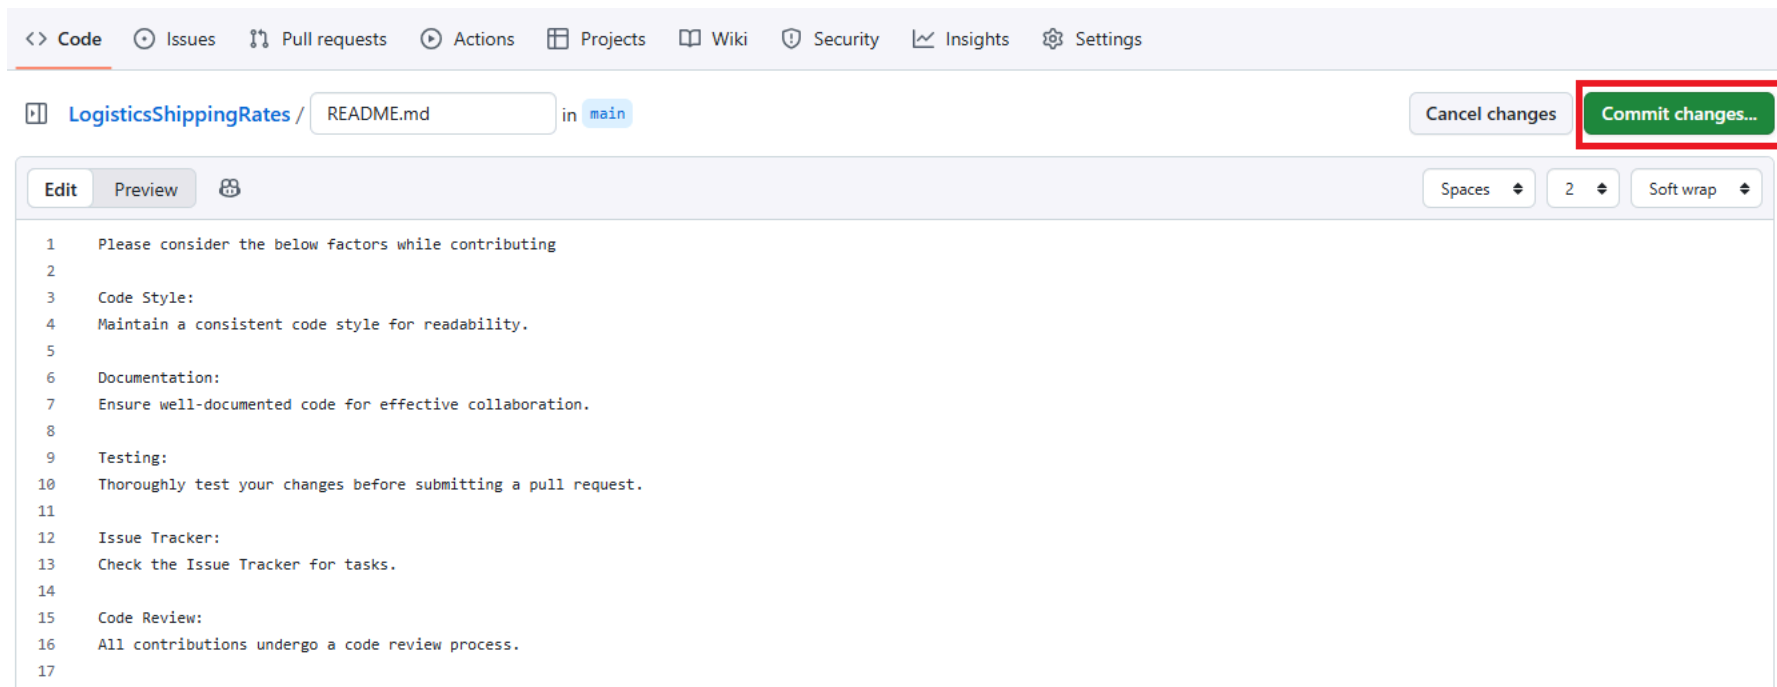 Code Issues Pull requests Actions Projects Wiki Security Insights Settings
LogisticsShippingRates / README.md in main Cancel changes Commit changes...
Edit Preview Spaces 2 Soft wrap
1 Please consider the below factors while contributing
2
3 Code Style:
4 Maintain a consistent code style for readability.
5
6 Documentation:
7 Ensure well-documented code for effective collaboration.
8
9 Testing:
10 Thoroughly test your changes before submitting a pull request.
11
12 Issue Tracker:
13 Check the Issue Tracker for tasks.
14
15 Code Review:
16 All contributions undergo a code review process.
17